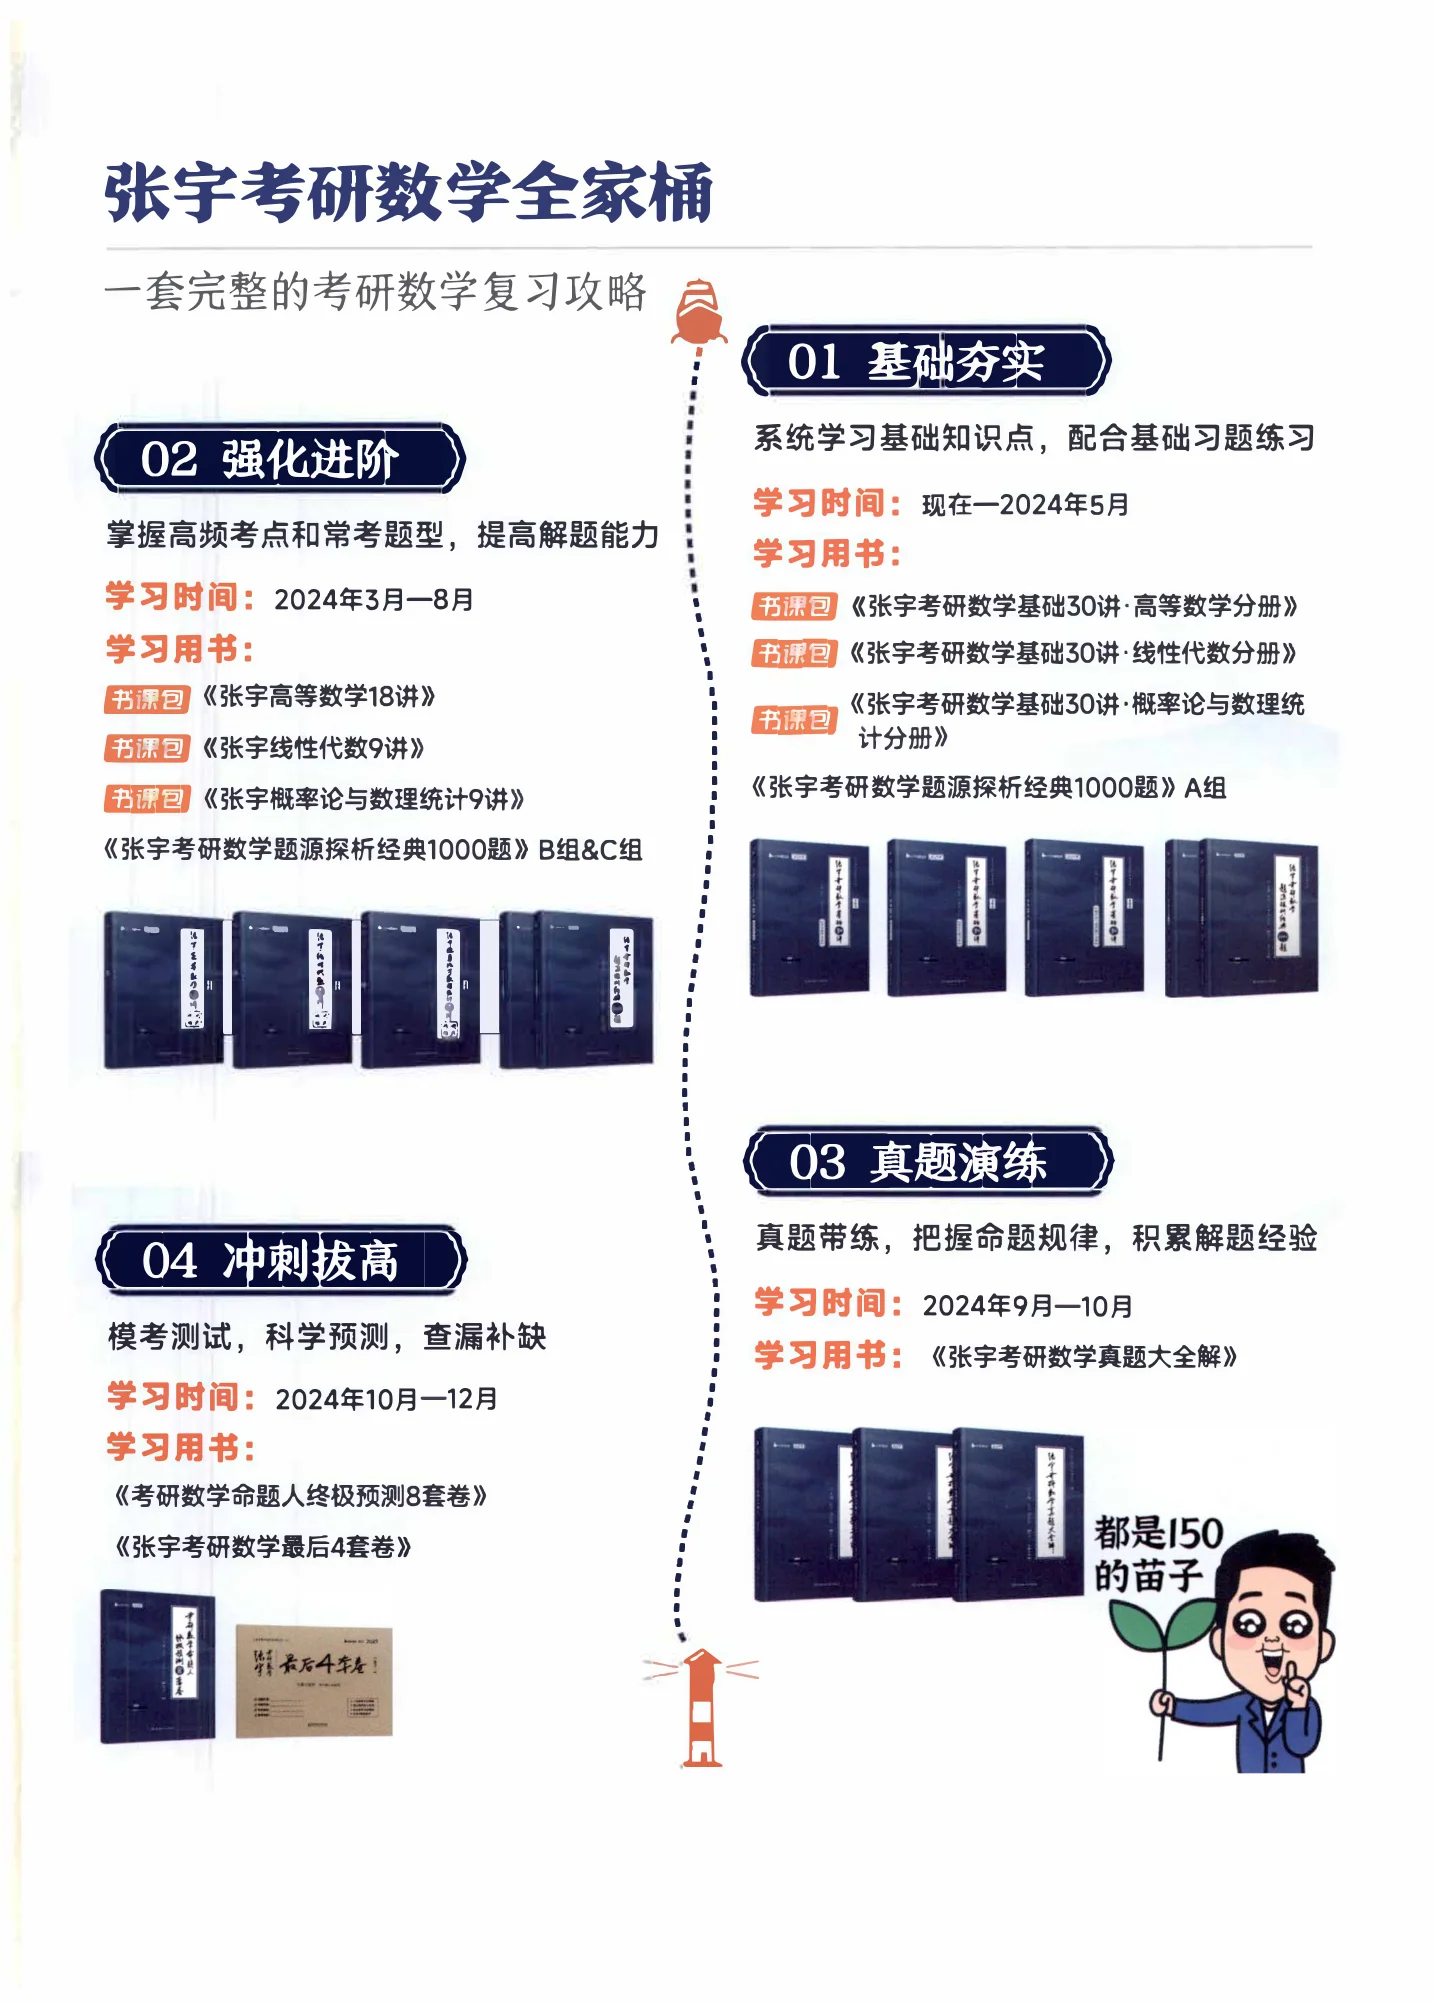 张宇考研数学全家桶
一套完整的考研数学复习攻略
01 基础夯实
系统学习基础知识点，配合基础习题练习
学习时间： 现在—2024年5月
学习用书：
书课包 《张宇考研数学基础30讲·高等数学分册》
书课包 《张宇考研数学基础30讲·线性代数分册》
书课包 《张宇考研数学基础30讲·概率论与数理统
计分册》
《张宇考研数学题源探析经典1000题》A组
02 强化进阶
掌握高频考点和常考题型，提高解题能力
学习时间： 2024年3月—8月
学习用书：
书课包 《张宇高等数学18讲》
书课包 《张宇线性代数9讲》
书课包 《张宇概率论与数理统计9讲》
《张宇考研数学题源探析经典1000题》B组&C组
03 真题演练
真题带练，把握命题规律，积累解题经验
学习时间： 2024年9月—10月
学习用书： 《张宇考研数学真题大全解》
都是150
的苗子
04 冲刺拔高
模考测试，科学预测，查漏补缺
学习时间： 2024年10月—12月
学习用书：
《考研数学命题人终极预测8套卷》
《张宇考研数学最后4套卷》
最后4套卷